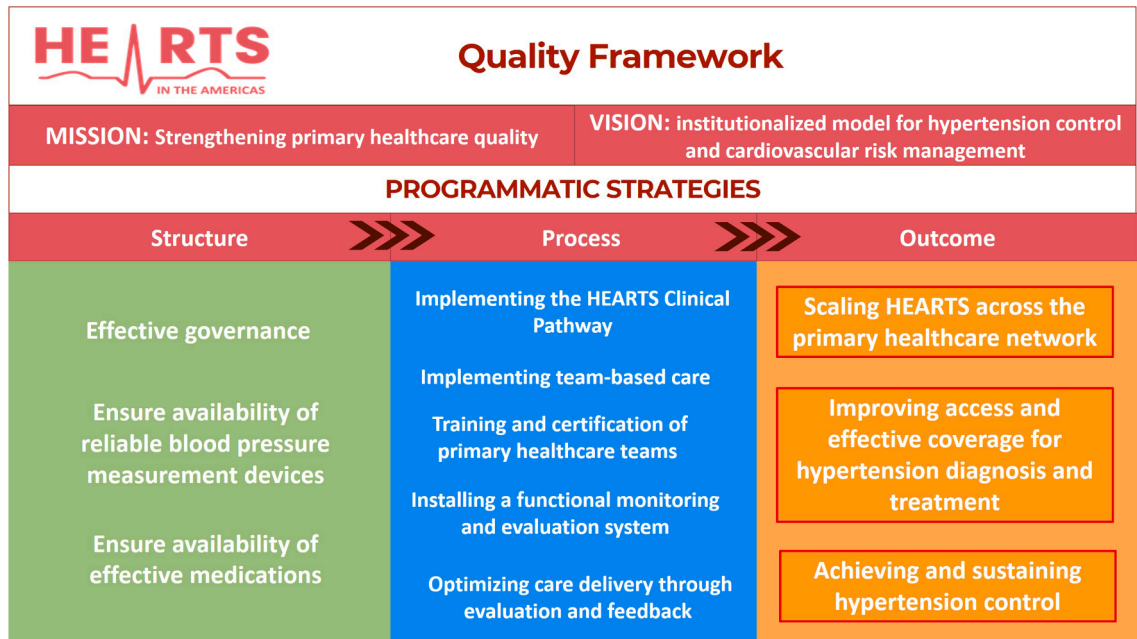 HEARTS
IN THE AMERICAS
Quality Framework
MISSION: Strengthening primary healthcare quality
VISION: institutionalized model for hypertension control
and cardiovascular risk management
PROGRAMMATIC STRATEGIES
Structure
Process
Outcome
Effective governance
Ensure availability of
reliable blood pressure
measurement devices
Ensure availability of
effective medications
Implementing the HEARTS Clinical
Pathway
Implementing team-based care
Training and certification of
primary healthcare teams
Installing a functional monitoring
and evaluation system
Optimizing care delivery through
evaluation and feedback
Scaling HEARTS across the
primary healthcare network
Improving access and
effective coverage for
hypertension diagnosis and
treatment
Achieving and sustaining
hypertension control